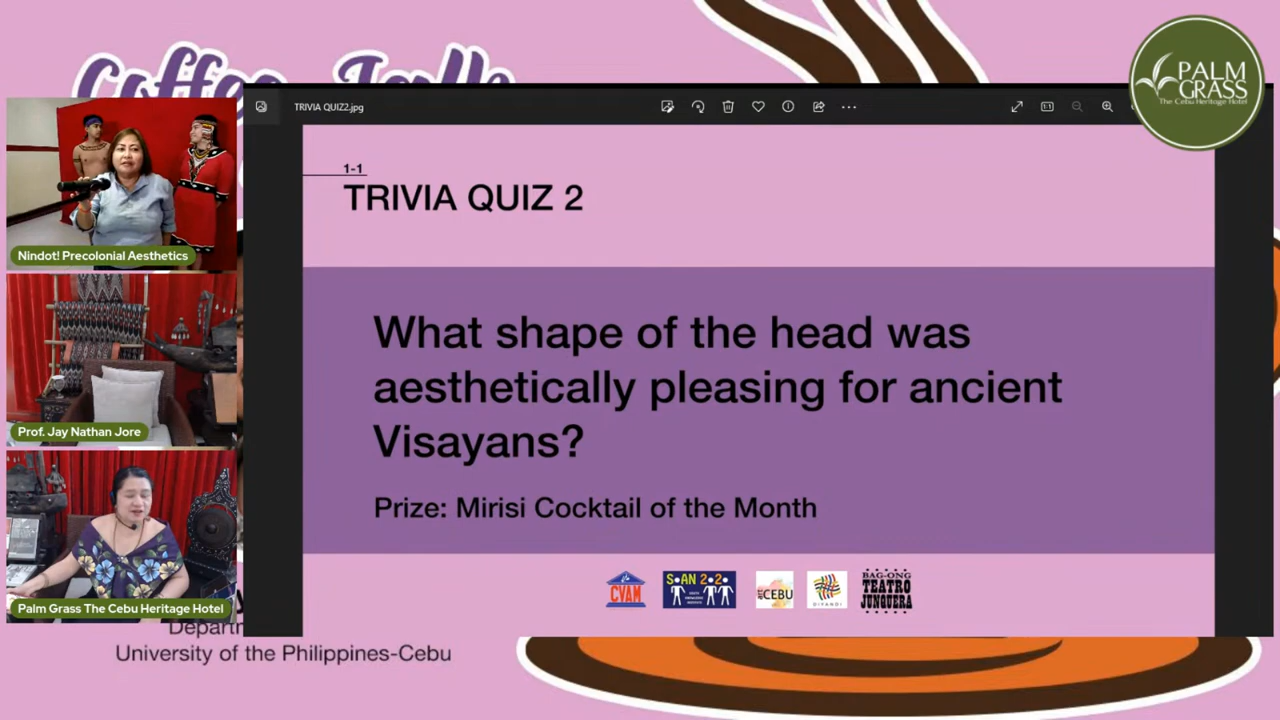 PALM
GRASS
The Cebu Heritage Hotel
TRIVIA QUIZ2.jpg
1-1
TRIVIA QUIZ 2
What shape of the head was
aesthetically pleasing for ancient
Visayans?
Prize: Mirisi Cocktail of the Month
CVAM
CEBU
BAG-ONG
TEATRO
JUNQUERA
Nindot! Precolonial Aesthetics
Prof. Jay Nathan Jore
Palm Grass The Cebu Heritage Hotel
University of the Philippines-Cebu